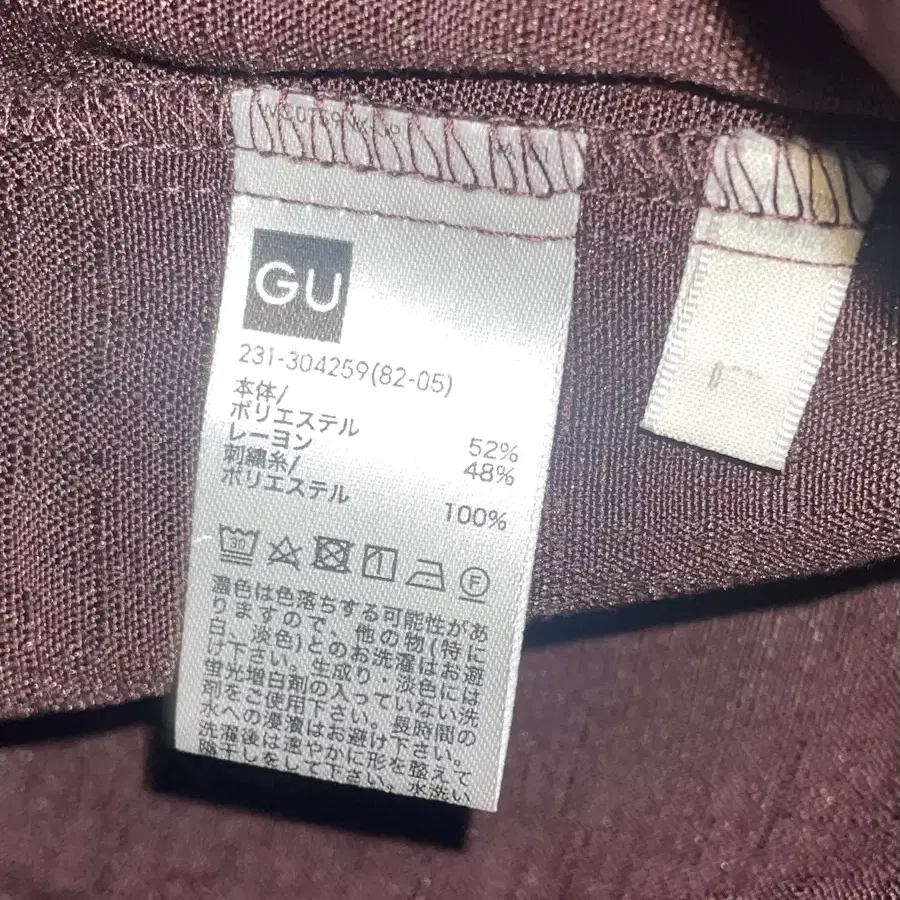 GU
231-304259(82-05)
本体/
ポリエステル 52%
レーヨン 48%
刺繍糸/
ポリエステル 100%
30
F
濃色は色落ちする可能性があ
りますので、他の物(特に
白、淡色)とのお洗濯はお避
け下さい。生成り・淡色には
蛍光増白剤の入っていない洗
剤をご使用下さい。長時間の
水への浸漬はお避け下さい。
洗濯後は速やかに形を整えて
陰干しをして下さい。水洗い